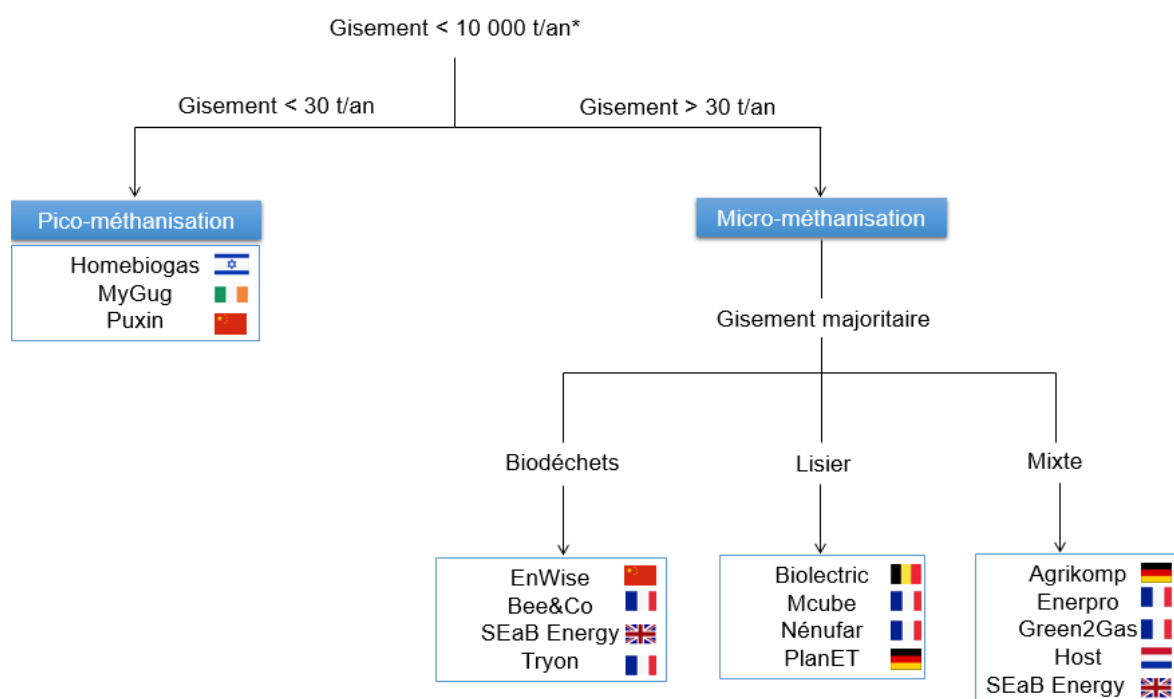 Gisement < 10 000 t/an*
Gisement < 30 t/an
Gisement > 30 t/an
Pico-méthanisation
Micro-méthanisation
Homebiogas
MyGug
Puxin
Gisement majoritaire
Biodéchets
Lisier
Mixte
EnWise
Bee&Co
SEaB Energy
Tryon
Biolectric
Mcube
Nénufar
PlanET
Agrikomp
Enerpro
Green2Gas
Host
SEaB Energy